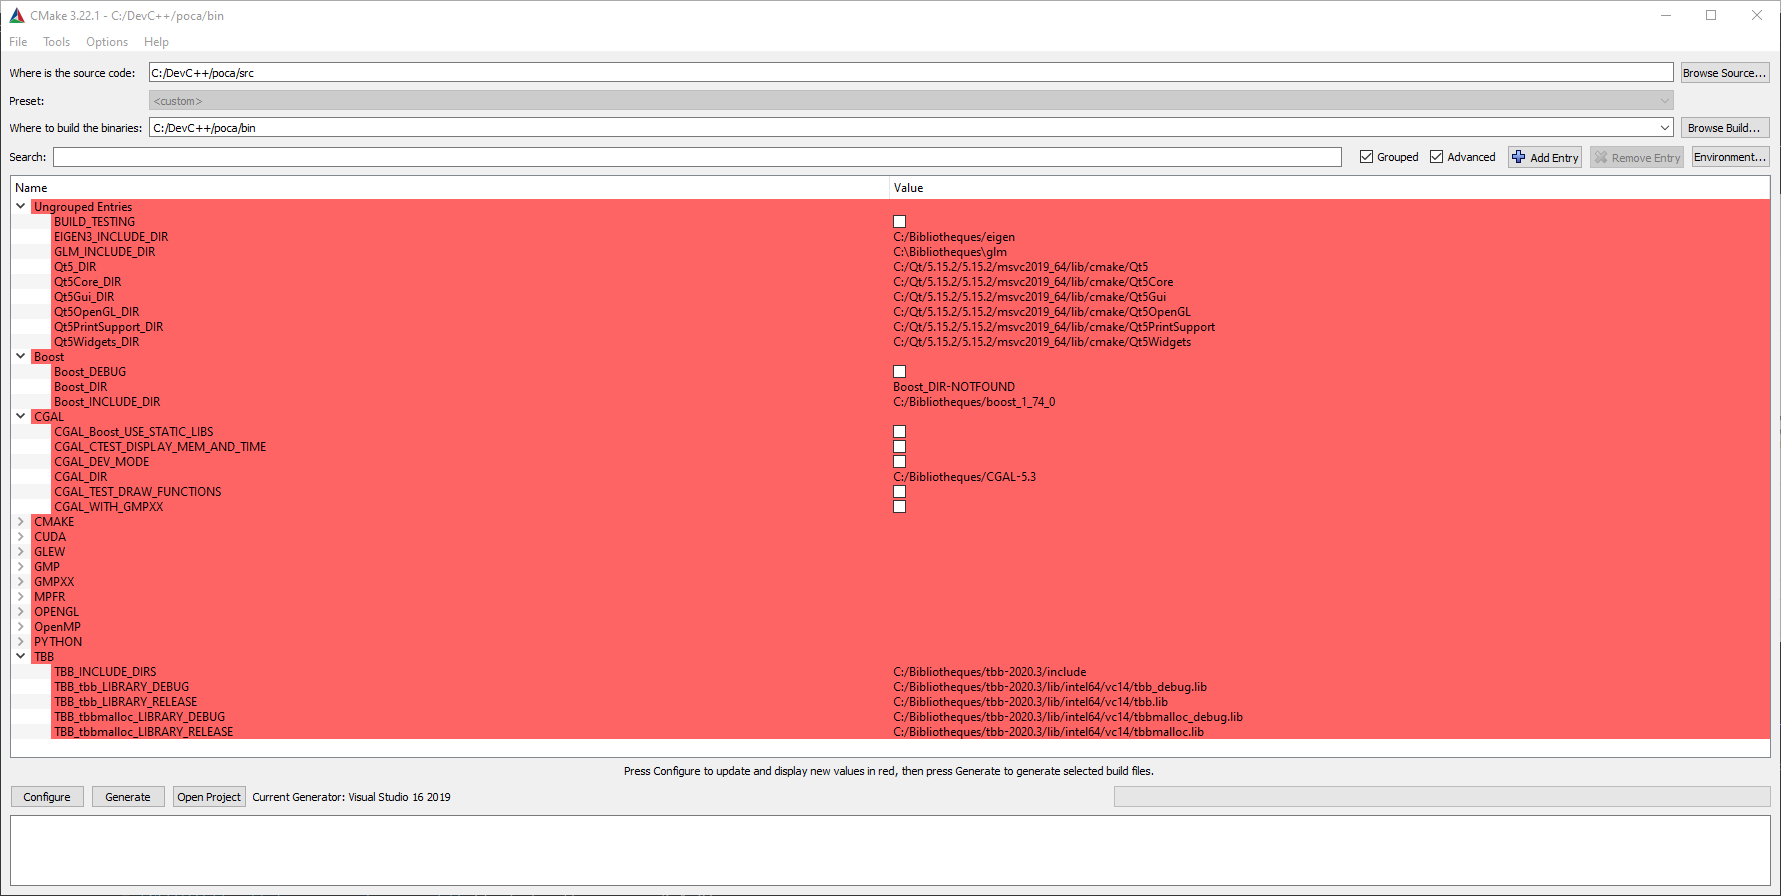 CMake 3.22.1 - C:/DevC++/poca/bin
File Tools Options Help
Where is the source code: C:/DevC++/poca/src Browse Source...
Preset: <custom>
Where to build the binaries: C:/DevC++/poca/bin Browse Build...
Search: Grouped Advanced Add Entry Remove Entry Environment...
Name Value
Ungrouped Entries
BUILD_TESTING
EIGEN3_INCLUDE_DIR C:/Bibliotheques/eigen
GLM_INCLUDE_DIR C:\Bibliotheques\glm
Qt5_DIR C:/Qt/5.15.2/5.15.2/msvc2019_64/lib/cmake/Qt5
Qt5Core_DIR C:/Qt/5.15.2/5.15.2/msvc2019_64/lib/cmake/Qt5Core
Qt5Gui_DIR C:/Qt/5.15.2/5.15.2/msvc2019_64/lib/cmake/Qt5Gui
Qt5OpenGL_DIR C:/Qt/5.15.2/5.15.2/msvc2019_64/lib/cmake/Qt5OpenGL
Qt5PrintSupport_DIR C:/Qt/5.15.2/5.15.2/msvc2019_64/lib/cmake/Qt5PrintSupport
Qt5Widgets_DIR C:/Qt/5.15.2/5.15.2/msvc2019_64/lib/cmake/Qt5Widgets
Boost
Boost_DEBUG
Boost_DIR Boost_DIR-NOTFOUND
Boost_INCLUDE_DIR C:/Bibliotheques/boost_1_74_0
CGAL
CGAL_Boost_USE_STATIC_LIBS
CGAL_CTEST_DISPLAY_MEM_AND_TIME
CGAL_DEV_MODE
CGAL_DIR C:/Bibliotheques/CGAL-5.3
CGAL_TEST_DRAW_FUNCTIONS
CGAL_WITH_GMPXX
CMAKE
CUDA
GLEW
GMP
GMPXX
MPFR
OPENGL
OpenMP
PYTHON
TBB
TBB_INCLUDE_DIRS C:/Bibliotheques/tbb-2020.3/include
TBB_tbb_LIBRARY_DEBUG C:/Bibliotheques/tbb-2020.3/lib/intel64/vc14/tbb_debug.lib
TBB_tbb_LIBRARY_RELEASE C:/Bibliotheques/tbb-2020.3/lib/intel64/vc14/tbb.lib
TBB_tbbmalloc_LIBRARY_DEBUG C:/Bibliotheques/tbb-2020.3/lib/intel64/vc14/tbbmalloc_debug.lib
TBB_tbbmalloc_LIBRARY_RELEASE C:/Bibliotheques/tbb-2020.3/lib/intel64/vc14/tbbmalloc.lib
Press Configure to update and display new values in red, then press Generate to generate selected build files.
Configure Generate Open Project Current Generator: Visual Studio 16 2019